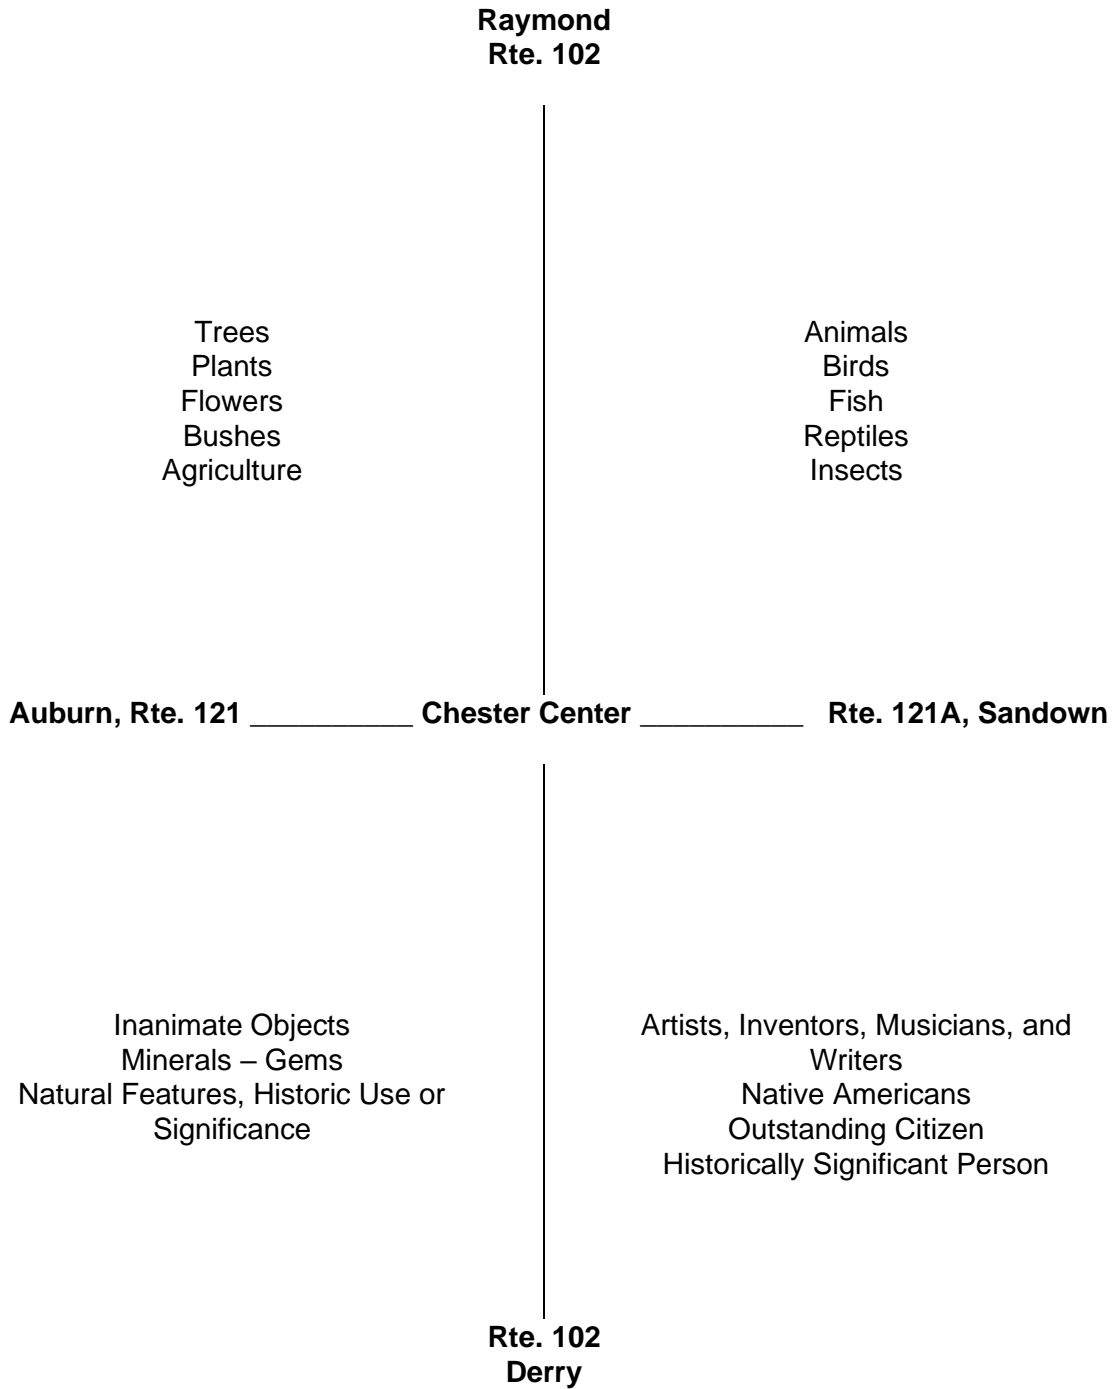 Raymond
Rte. 102
Trees
Plants
Flowers
Bushes
Agriculture
Animals
Birds
Fish
Reptiles
Insects
Auburn, Rte. 121 __________ Chester Center __________ Rte. 121A, Sandown
Inanimate Objects
Minerals – Gems
Natural Features, Historic Use or
Significance
Artists, Inventors, Musicians, and
Writers
Native Americans
Outstanding Citizen
Historically Significant Person
Rte. 102
Derry